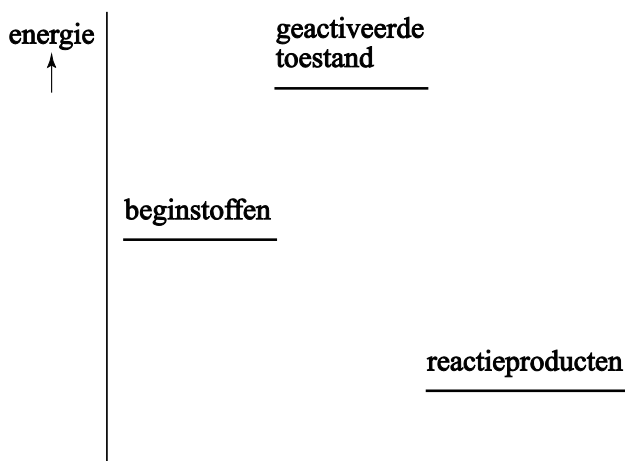 energie
geactiveerde
toestand
beginstoffen
reactieproducten